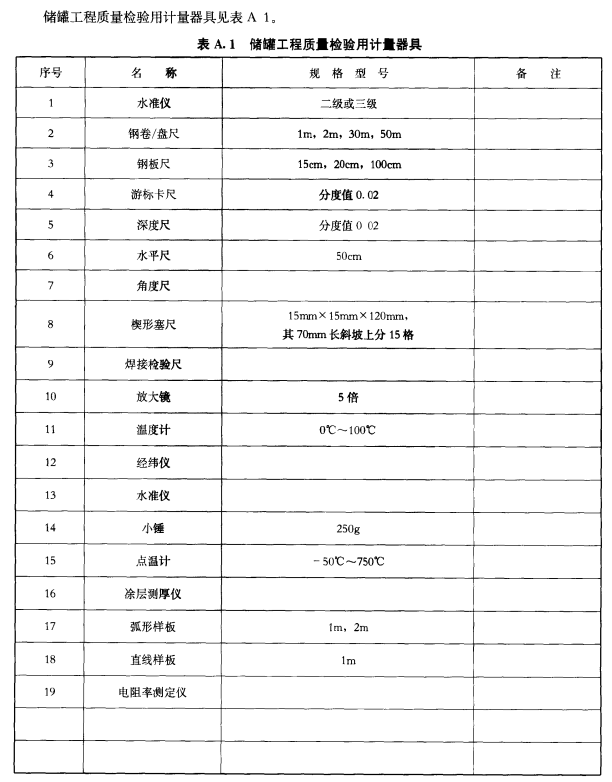 储罐工程质量检验用计量器具见表 A 1。
表 A.1 储罐工程质量检验用计量器具
序号 名 称 规 格 型 号 备 注
1 水准仪 二级或三级
2 钢卷/盘尺 1m，2m，30m，50m
3 钢板尺 15cm，20cm，100cm
4 游标卡尺 分度值 0.02
5 深度尺 分度值 0 02
6 水平尺 50cm
7 角度尺
8 楔形塞尺 15mm×15mm×120mm，
其 70mm 长斜坡上分 15 格
9 焊接检验尺
10 放大镜 5 倍
11 温度计 0℃～100℃
12 经纬仪
13 水准仪
14 小锤 250g
15 点温计 －50℃～750℃
16 涂层测厚仪
17 弧形样板 1m，2m
18 直线样板 1m
19 电阻率测定仪